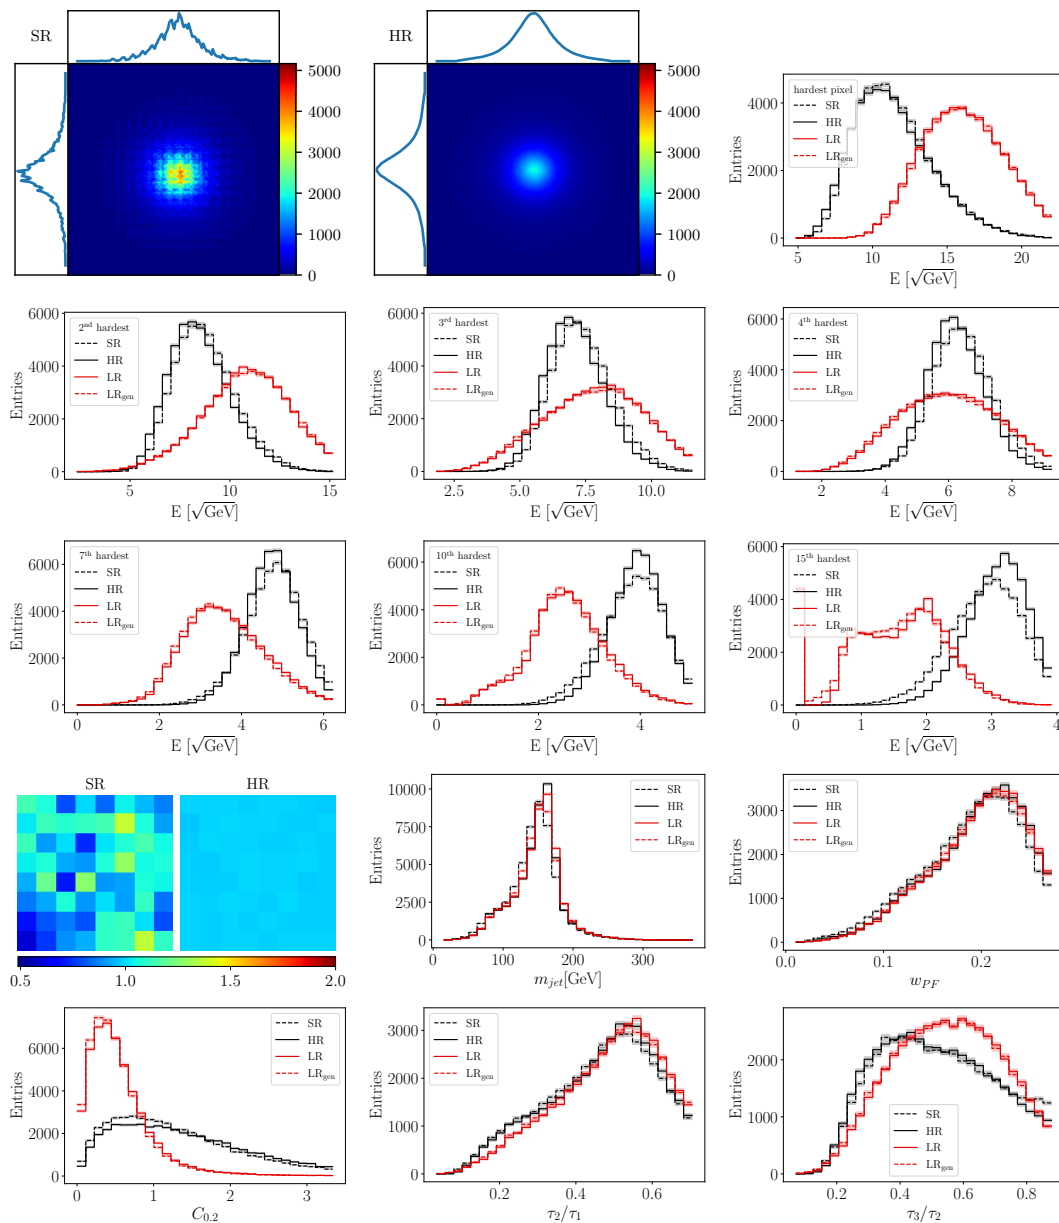 SR
HR
5000
4000
3000
2000
1000
0
5000
4000
3000
2000
1000
0
Entries
4000
2000
0
hardest pixel
SR
HR
LR
LR_gen
5 10 15 20
E [√GeV]
Entries
6000
4000
2000
0
2nd hardest
SR
HR
LR
LR_gen
5 10 15
E [√GeV]
Entries
6000
4000
2000
0
3rd hardest
SR
HR
LR
LR_gen
2.5 5.0 7.5 10.0
E [√GeV]
Entries
6000
4000
2000
0
4th hardest
SR
HR
LR
LR_gen
2 4 6 8
E [√GeV]
Entries
6000
4000
2000
0
7th hardest
SR
HR
LR
LR_gen
0 2 4 6
E [√GeV]
Entries
6000
4000
2000
0
10th hardest
SR
HR
LR
LR_gen
0 2 4
E [√GeV]
Entries
6000
4000
2000
0
15th hardest
SR
HR
LR
LR_gen
0 1 2 3 4
E [√GeV]
SR HR
0.5 1.0 1.5 2.0
Entries
10000
7500
5000
2500
0
SR
HR
LR
LR_gen
0 100 200 300
m_jet[GeV]
Entries
3000
2000
1000
0
SR
HR
LR
LR_gen
0.0 0.1 0.2
w_PF
Entries
6000
4000
2000
0
SR
HR
LR
LR_gen
0 1 2 3
C_0.2
Entries
3000
2000
1000
0
SR
HR
LR
LR_gen
0.0 0.2 0.4 0.6
τ2/τ1
Entries
2000
1000
0
SR
HR
LR
LR_gen
0.2 0.4 0.6 0.8
τ3/τ2